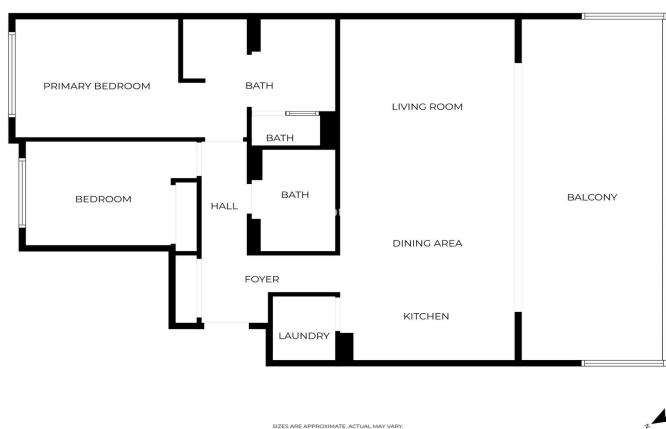 PRIMARY BEDROOM
BATH
LIVING ROOM
BATH
BEDROOM
HALL
BATH
BALCONY
DINING AREA
FOYER
KITCHEN
LAUNDRY
SIZES ARE APPROXIMATE, ACTUAL MAY VARY.
Z